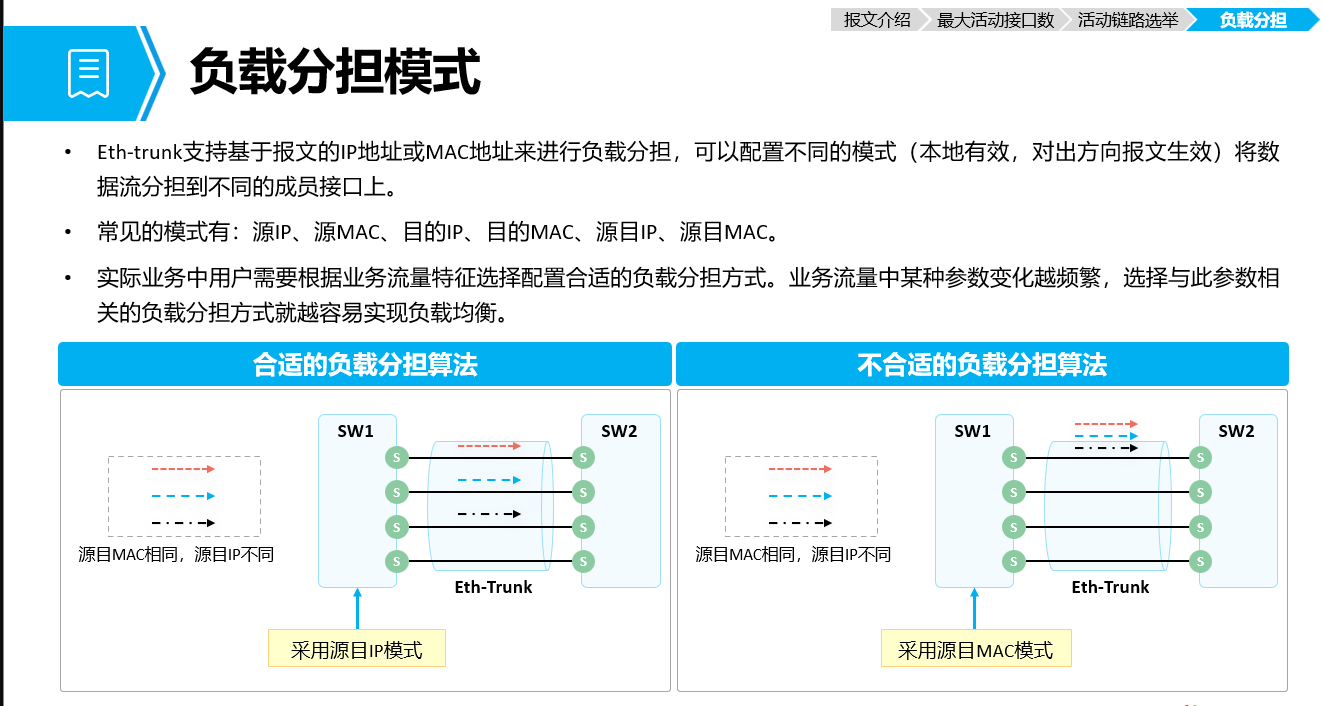 报文介绍
最大活动接口数
活动链路选举
负载分担
负载分担模式
• Eth-trunk支持基于报文的IP地址或MAC地址来进行负载分担，可以配置不同的模式（本地有效，对出方向报文生效）将数
据流分担到不同的成员接口上。
• 常见的模式有：源IP、源MAC、目的IP、目的MAC、源目IP、源目MAC。
• 实际业务中用户需要根据业务流量特征选择配置合适的负载分担方式。业务流量中某种参数变化越频繁，选择与此参数相
关的负载分担方式就越容易实现负载均衡。
合适的负载分担算法
SW1
SW2
S
S
S
S
S
S
S
S
源目MAC相同，源目IP不同
Eth-Trunk
采用源目IP模式
不合适的负载分担算法
SW1
SW2
S
S
S
S
S
S
S
S
源目MAC相同，源目IP不同
Eth-Trunk
采用源目MAC模式